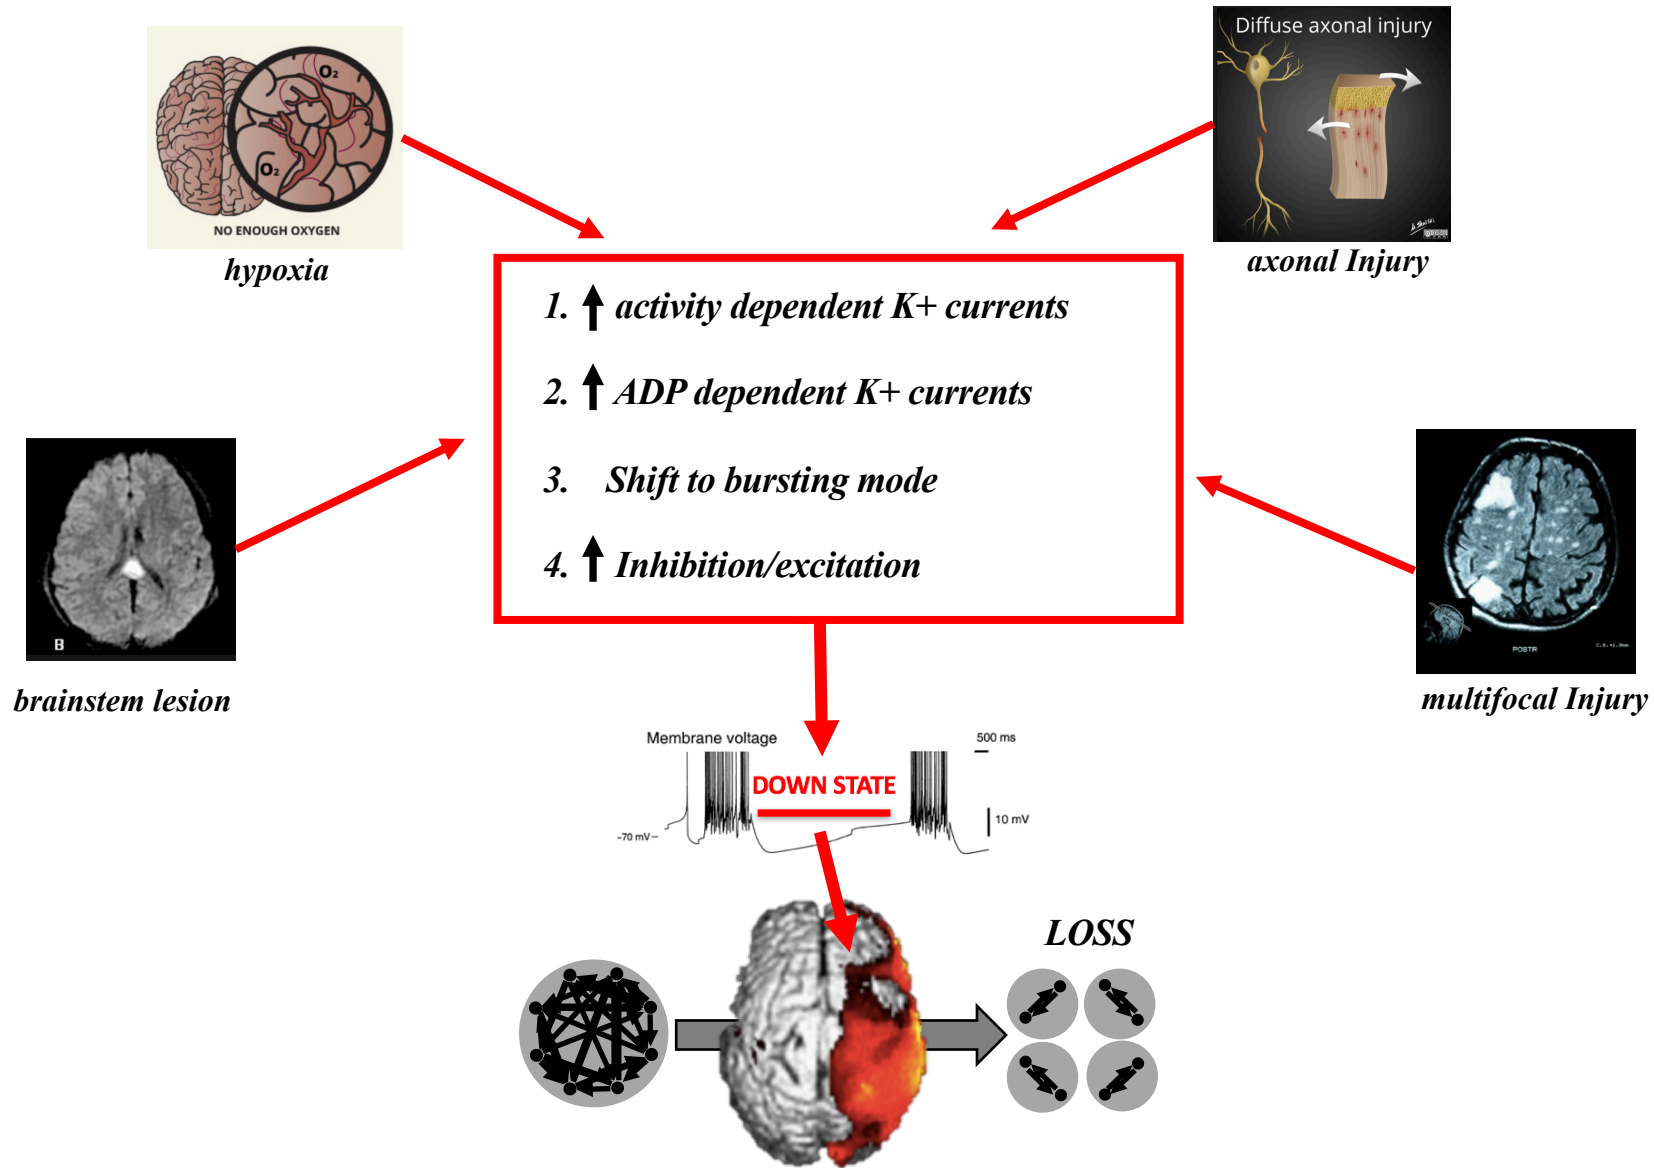 Diffuse axonal injury
O₂
O₂
NO ENOUGH OXYGEN
hypoxia
axonal Injury
1. ↑ activity dependent K+ currents
2. ↑ ADP dependent K+ currents
3. Shift to bursting mode
4. ↑ Inhibition/excitation
B
POSTR
brainstem lesion
multifocal Injury
Membrane voltage
500 ms
DOWN STATE
-70 mV
10 mV
LOSS